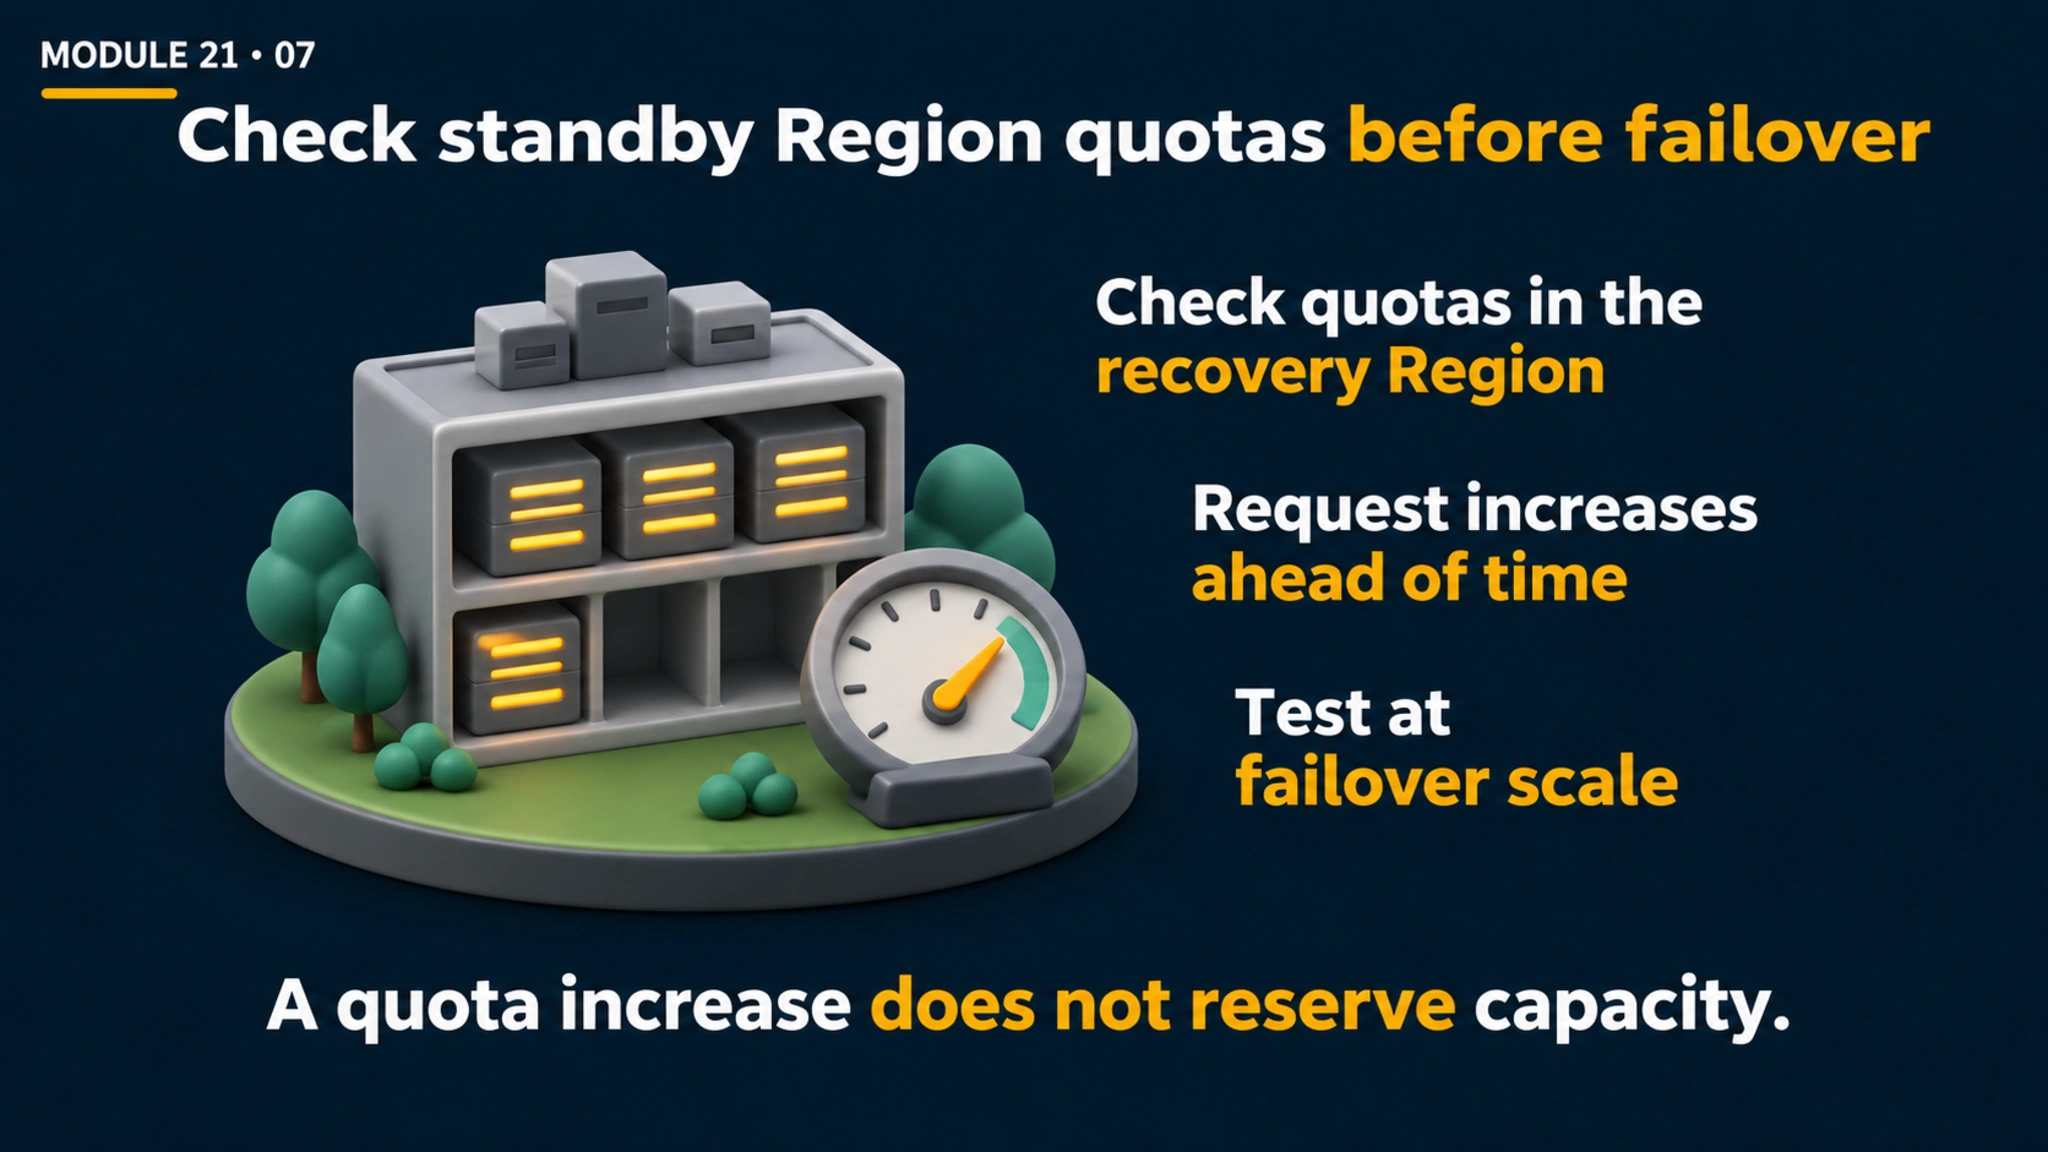 MODULE 21 • 07
Check standby Region quotas before failover
Check quotas in the
recovery Region
Request increases
ahead of time
Test at
failover scale
A quota increase does not reserve capacity.